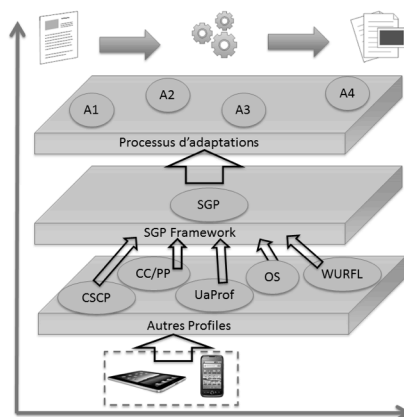 A1
A2
A3
A4
Processus d'adaptations
SGP
SGP Framework
CSCP
CC/PP
UaProf
OS
WURFL
Autres Profiles